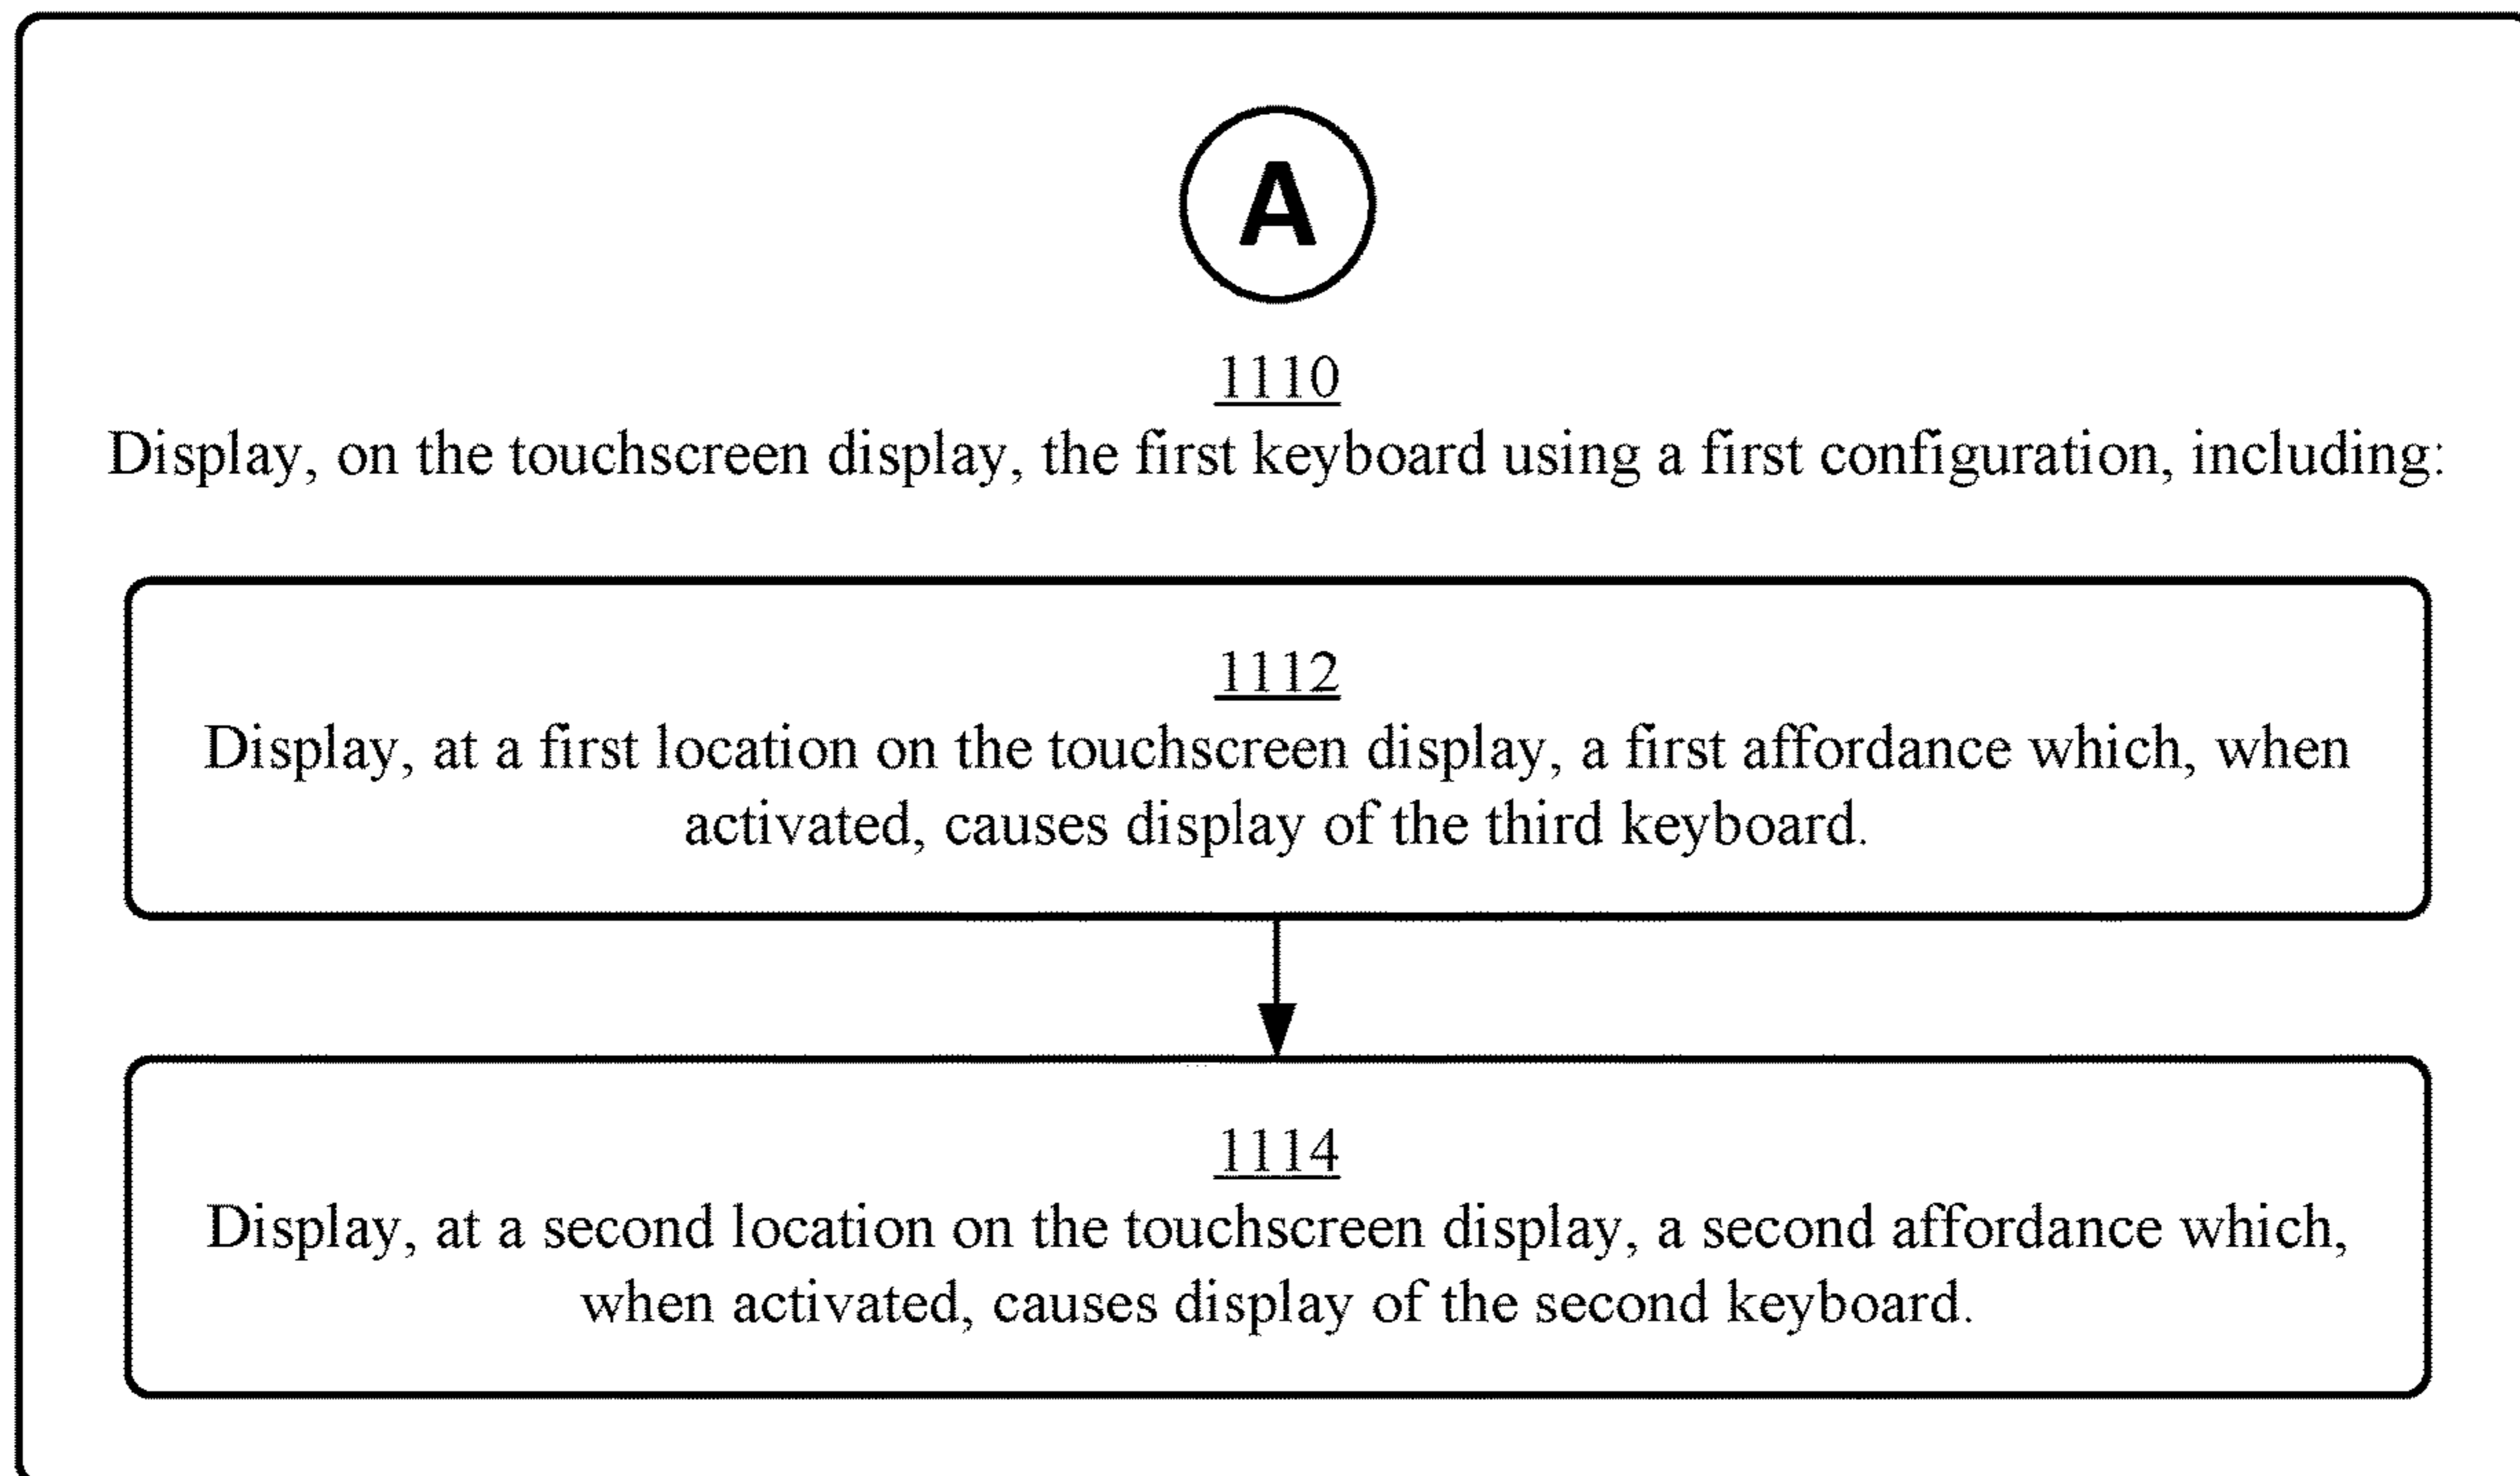 A
1110
Display, on the touchscreen display, the first keyboard using a first configuration, including:
1112
Display, at a first location on the touchscreen display, a first affordance which, when
activated, causes display of the third keyboard.
1114
Display, at a second location on the touchscreen display, a second affordance which,
when activated, causes display of the second keyboard.